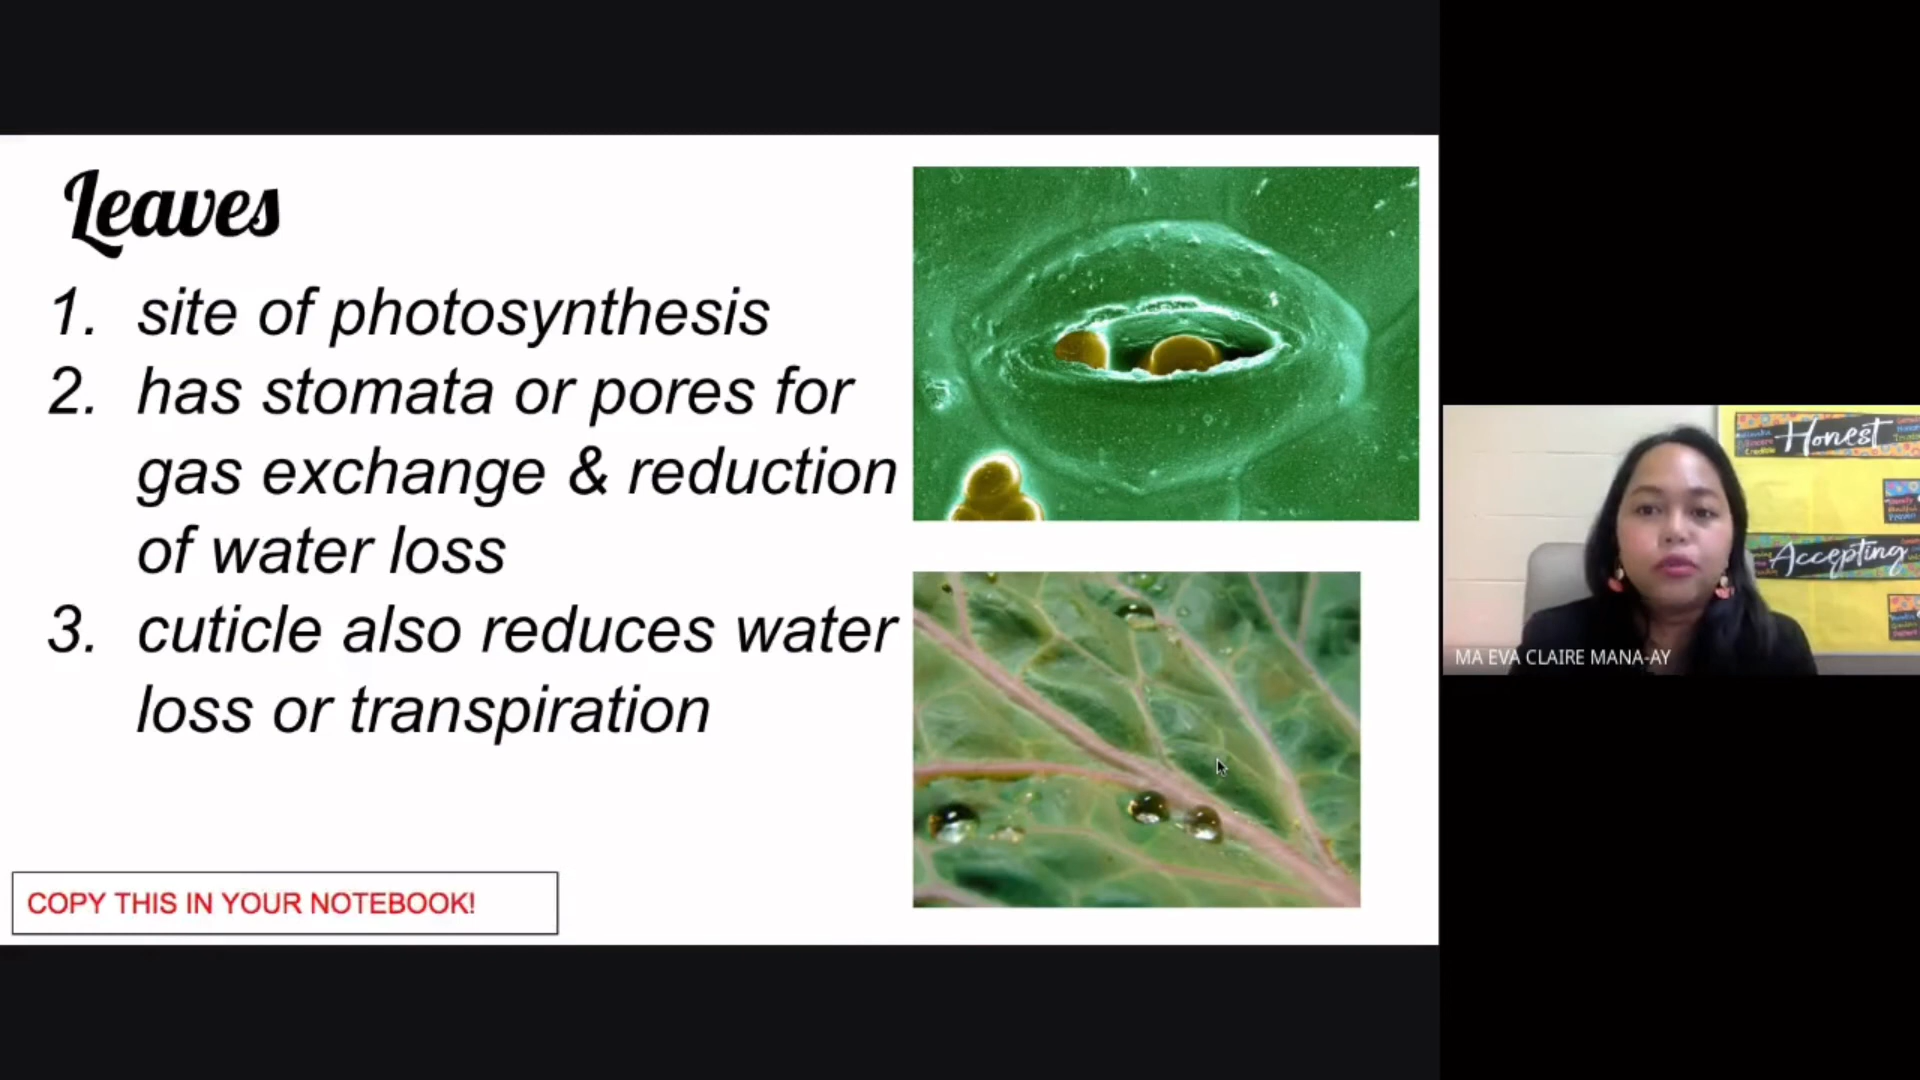 Leaves
1. site of photosynthesis
2. has stomata or pores for
gas exchange & reduction
of water loss
3. cuticle also reduces water
loss or transpiration
COPY THIS IN YOUR NOTEBOOK!
Honest
Accepting
MA EVA CLAIRE MANA-AY